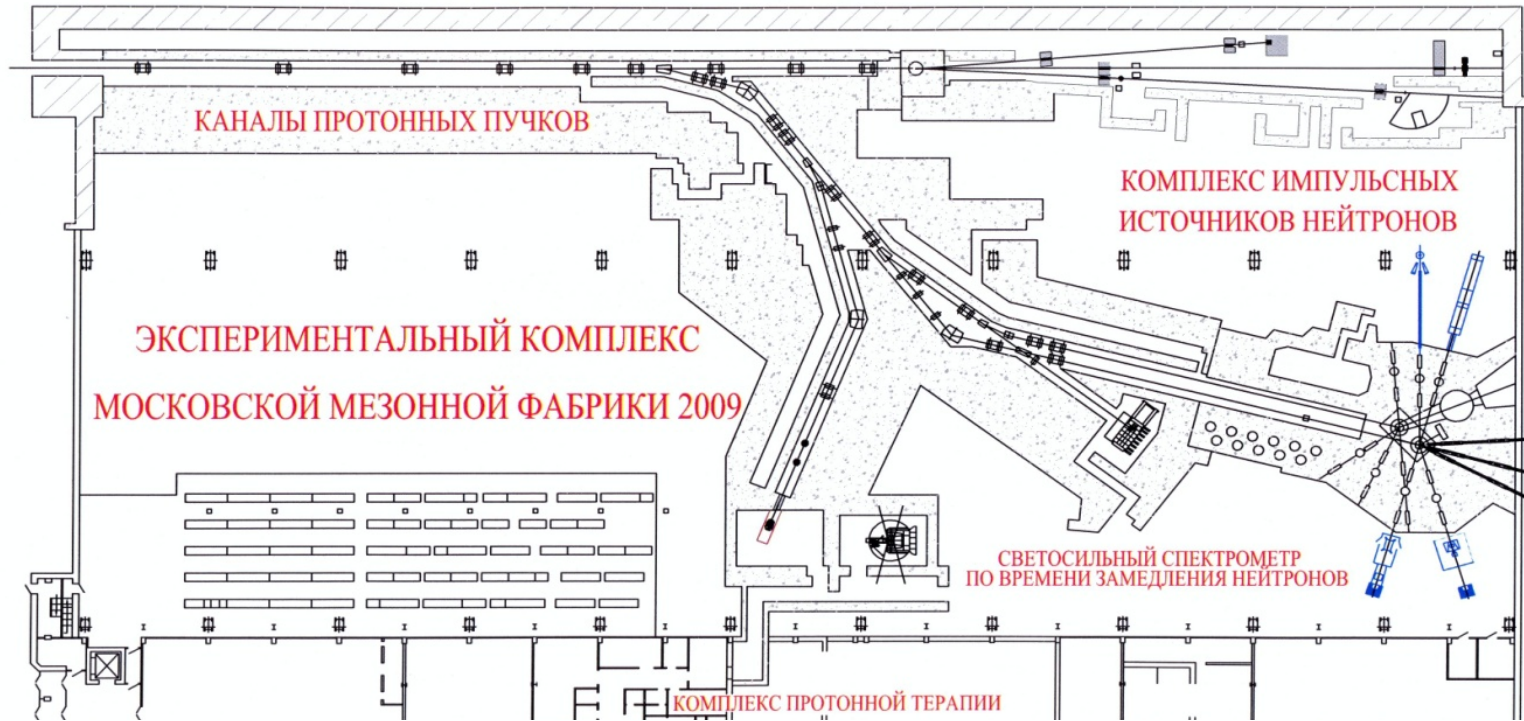 КАНАЛЫ ПРОТОННЫХ ПУЧКОВ
КОМПЛЕКС ИМПУЛЬСНЫХ
ИСТОЧНИКОВ НЕЙТРОНОВ
ЭКСПЕРИМЕНТАЛЬНЫЙ КОМПЛЕКС
МОСКОВСКОЙ МЕЗОННОЙ ФАБРИКИ 2009
СВЕТОСИЛЬНЫЙ СПЕКТРОМЕТР
ПО ВРЕМЕНИ ЗАМЕДЛЕНИЯ НЕЙТРОНОВ
КОМПЛЕКС ПРОТОННОЙ ТЕРАПИИ